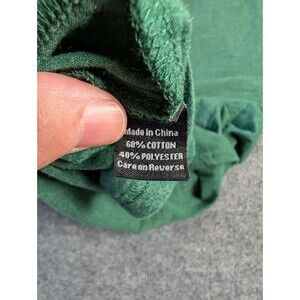 Made in China
60% COTTON
40% POLYESTER
Care on Reverse